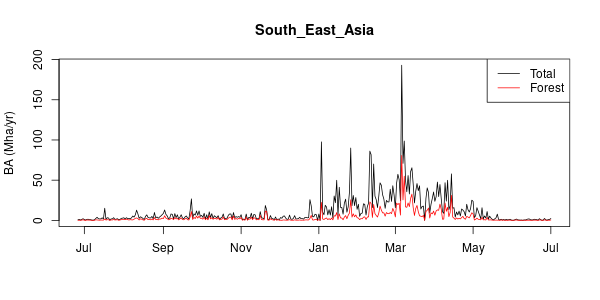 South_East_Asia
BA (Mha/yr)
200
150
100
50
0
Total
Forest
Jul Sep Nov Jan Mar May Jul